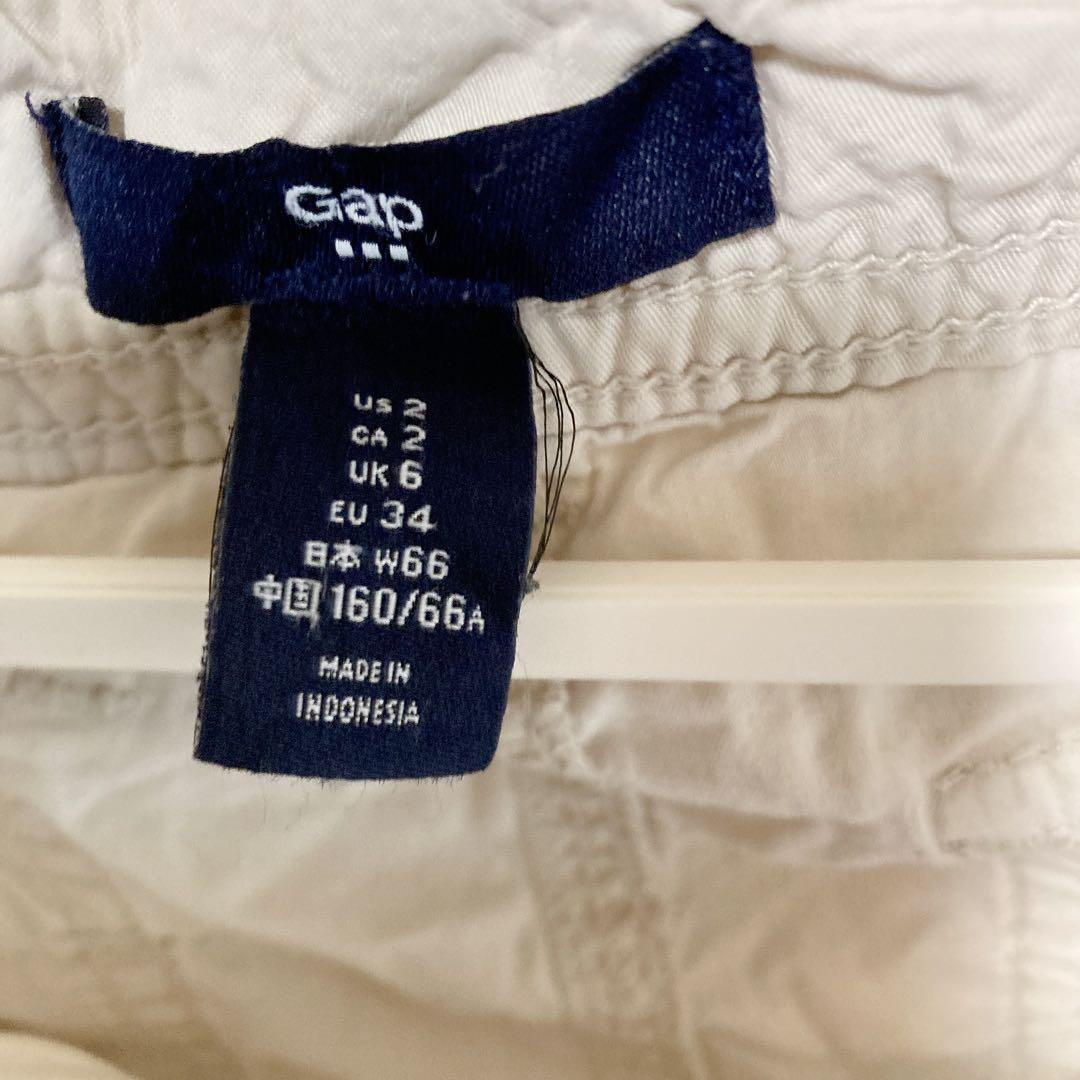 Gap
US 2
CA 2
UK 6
EU 34
日本 W66
中国 160/66A
MADE IN
INDONESIA